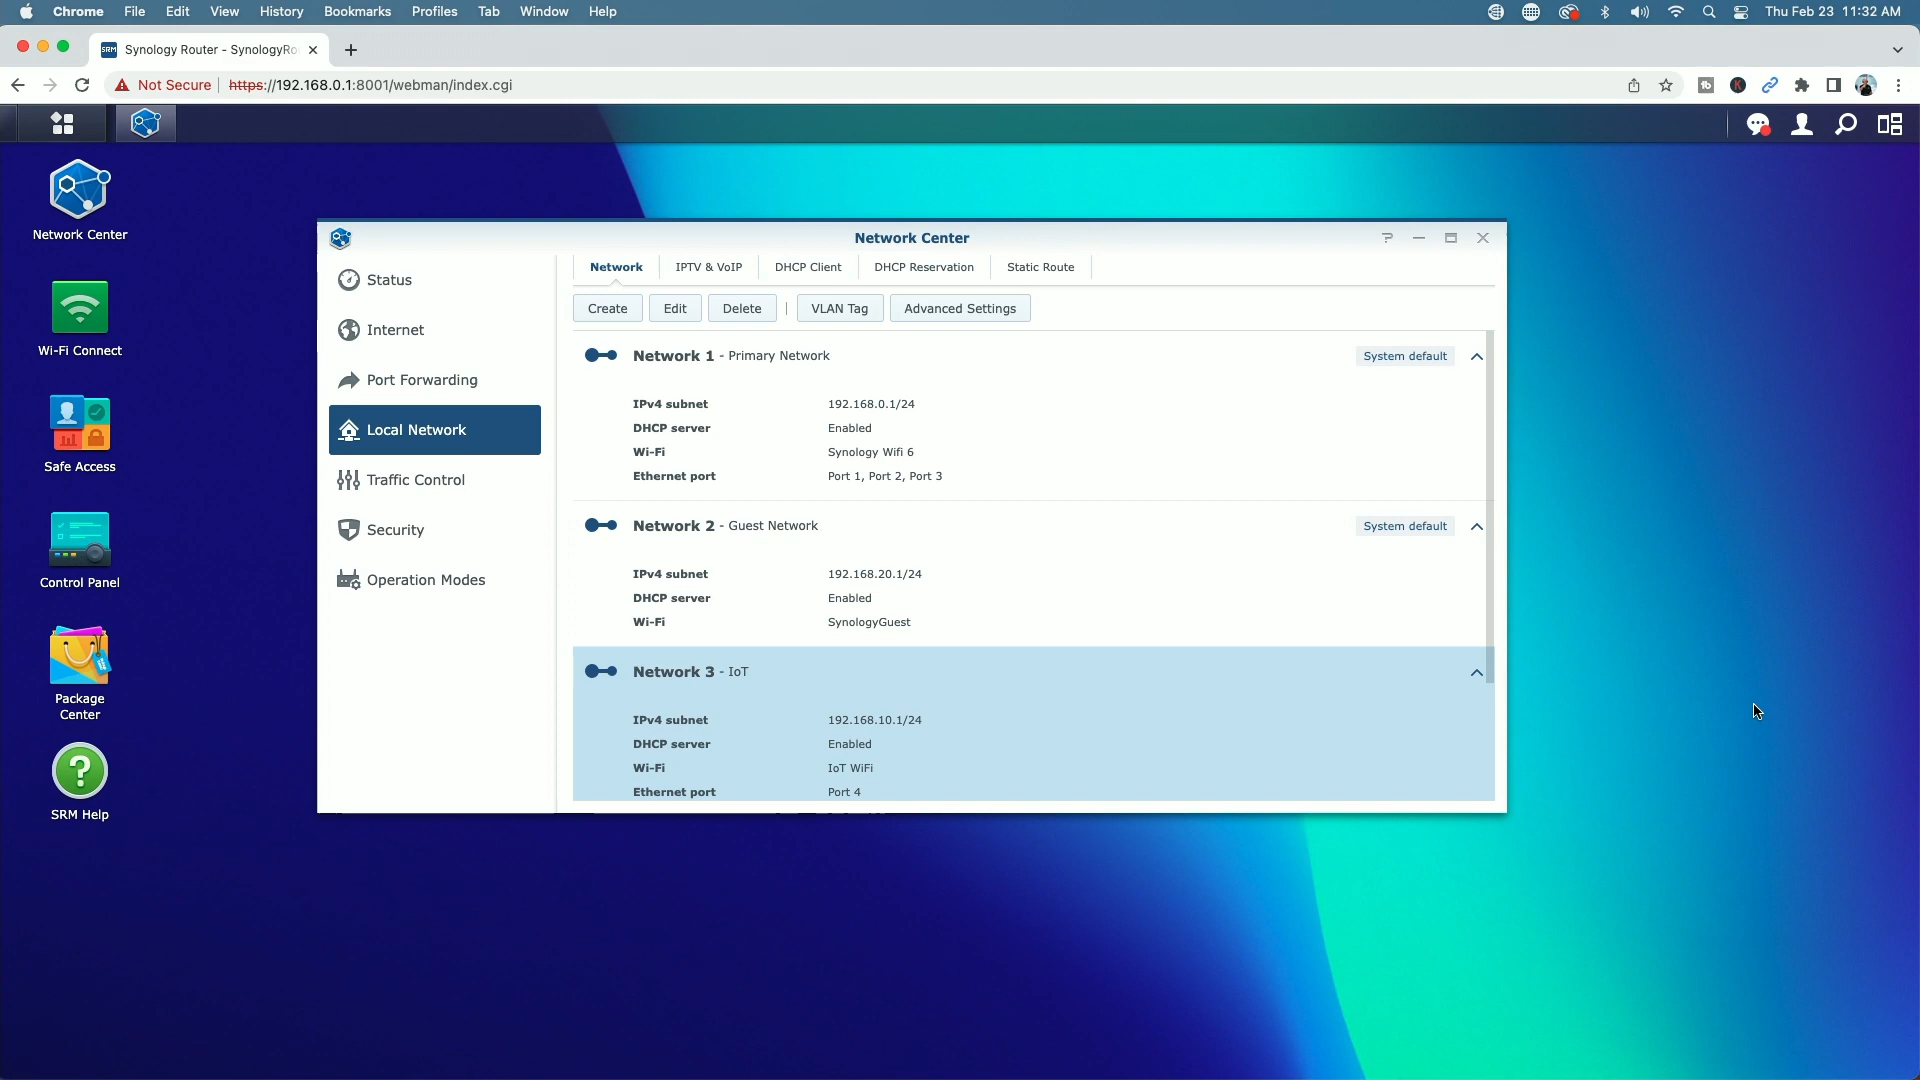 Chrome File Edit View History Bookmarks Profiles Tab Window Help Thu Feb 23 11:32 AM
SRM Synology Router - SynologyRo
Not Secure https://192.168.0.1:8001/webman/index.cgi
Network Center
Wi-Fi Connect
Safe Access
Control Panel
Package
Center
SRM Help
Network Center
Status
Internet
Port Forwarding
Local Network
Traffic Control
Security
Operation Modes
Network IPTV & VoIP DHCP Client DHCP Reservation Static Route
Create Edit Delete VLAN Tag Advanced Settings
Network 1 - Primary Network System default
IPv4 subnet 192.168.0.1/24
DHCP server Enabled
Wi-Fi Synology Wifi 6
Ethernet port Port 1, Port 2, Port 3
Network 2 - Guest Network System default
IPv4 subnet 192.168.20.1/24
DHCP server Enabled
Wi-Fi SynologyGuest
Network 3 - IoT
IPv4 subnet 192.168.10.1/24
DHCP server Enabled
Wi-Fi IoT WiFi
Ethernet port Port 4